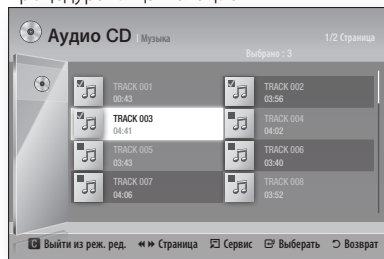 Аудио CD | Музыка
1/2 Страница
Выбрано : 3
TRACK 001
00:43
TRACK 002
03:56
TRACK 003
04:41
TRACK 004
04:02
TRACK 005
03:43
TRACK 006
03:40
TRACK 007
04:06
TRACK 008
03:52
C Выйти из реж. ред. Страница Сервис Выберать Возврат